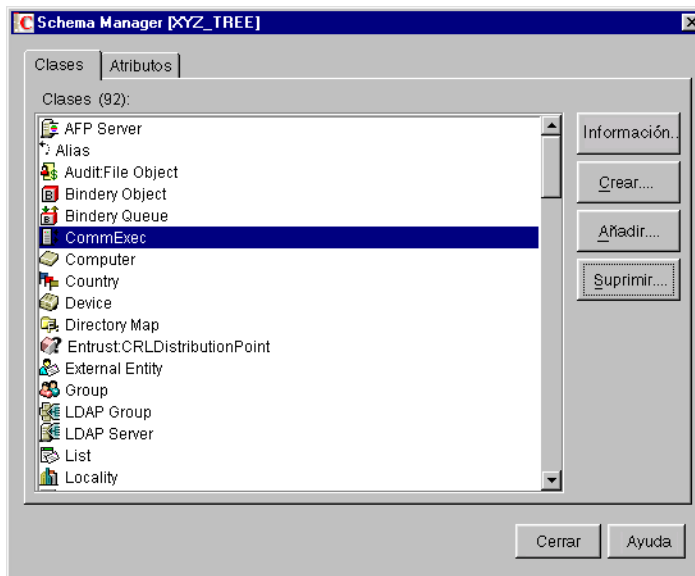 Schema Manager [XYZ_TREE]
Clases
Atributos
Clases (92):
AFP Server
Alias
Audit:File Object
Bindery Object
Bindery Queue
CommExec
Computer
Country
Device
Directory Map
Entrust:CRLDistributionPoint
External Entity
Group
LDAP Group
LDAP Server
List
Locality
Información..
Crear....
Añadir....
Suprimir....
Cerrar
Ayuda